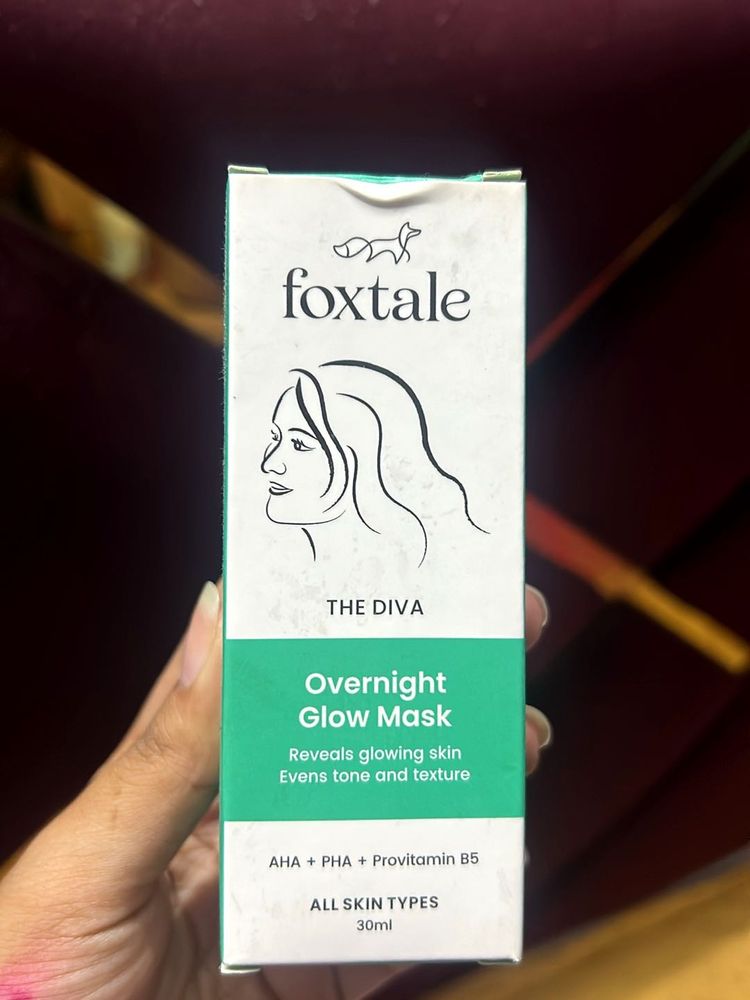 foxtale
THE DIVA
Overnight
Glow Mask
Reveals glowing skin
Evens tone and texture
AHA + PHA + Provitamin B5
ALL SKIN TYPES
30ml